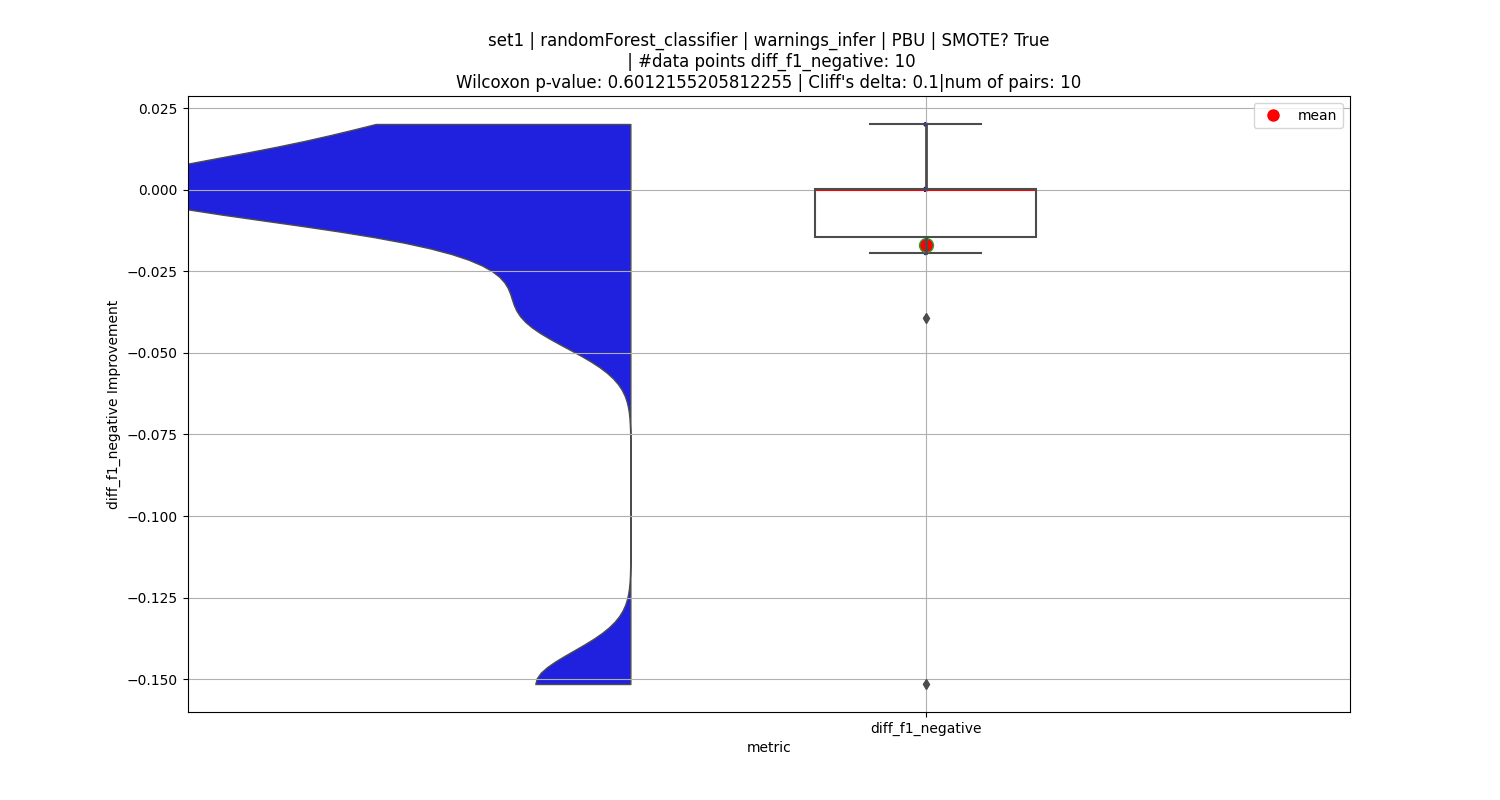 set1 | randomForest_classifier | warnings_infer | PBU | SMOTE? True
| #data points diff_f1_negative: 10
Wilcoxon p-value: 0.6012155205812255 | Cliff's delta: 0.1|num of pairs: 10
mean
0.025
0.000
−0.025
−0.050
−0.075
−0.100
−0.125
−0.150
diff_f1_negative Improvement
diff_f1_negative
metric